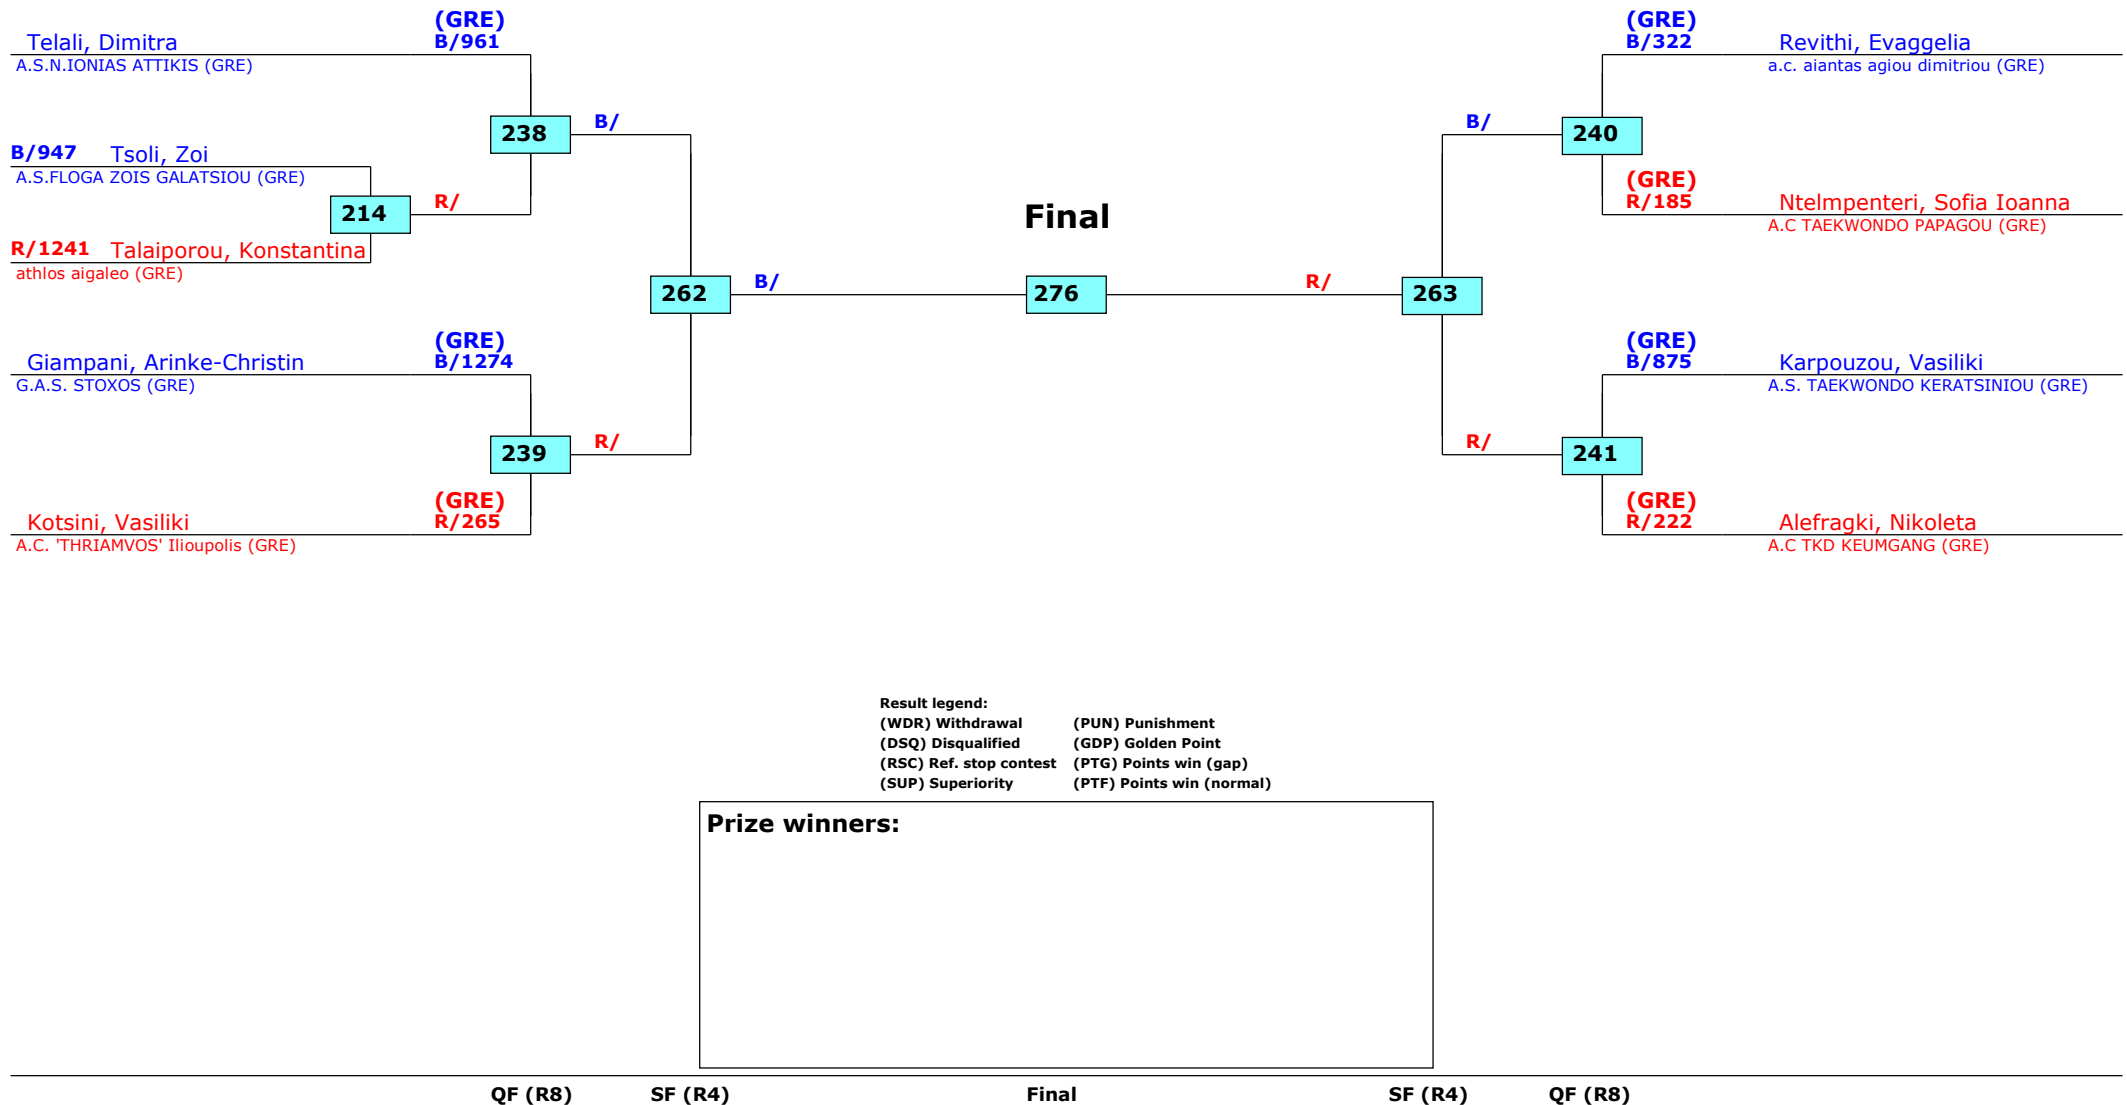 (GRE)
Telali, Dimitra B/961
A.S.N.IONIAS ATTIKIS (GRE)
238
B/
B/947 Tsoli, Zoi
A.S.FLOGA ZOIS GALATSIOU (GRE)
214
R/
R/1241 Talaiporou, Konstantina
athlos aigaleo (GRE)
262
B/
(GRE)
Giampani, Arinke-Christin B/1274
G.A.S. STOXOS (GRE)
239
R/
(GRE)
Kotsini, Vasiliki R/265
A.C. 'THRIAMVOS' Ilioupolis (GRE)
Final
276
(GRE)
B/322 Revithi, Evaggelia
a.c. aiantas agiou dimitriou (GRE)
B/
240
(GRE)
R/185 Ntelmpenteri, Sofia Ioanna
A.C TAEKWONDO PAPAGOU (GRE)
R/
263
(GRE)
B/875 Karpouzou, Vasiliki
A.S. TAEKWONDO KERATSINIOU (GRE)
R/
241
(GRE)
R/222 Alefragki, Nikoleta
A.C TKD KEUMGANG (GRE)
Result legend:
(WDR) Withdrawal (PUN) Punishment
(DSQ) Disqualified (GDP) Golden Point
(RSC) Ref. stop contest (PTG) Points win (gap)
(SUP) Superiority (PTF) Points win (normal)
Prize winners:
QF (R8) SF (R4) Final SF (R4) QF (R8)